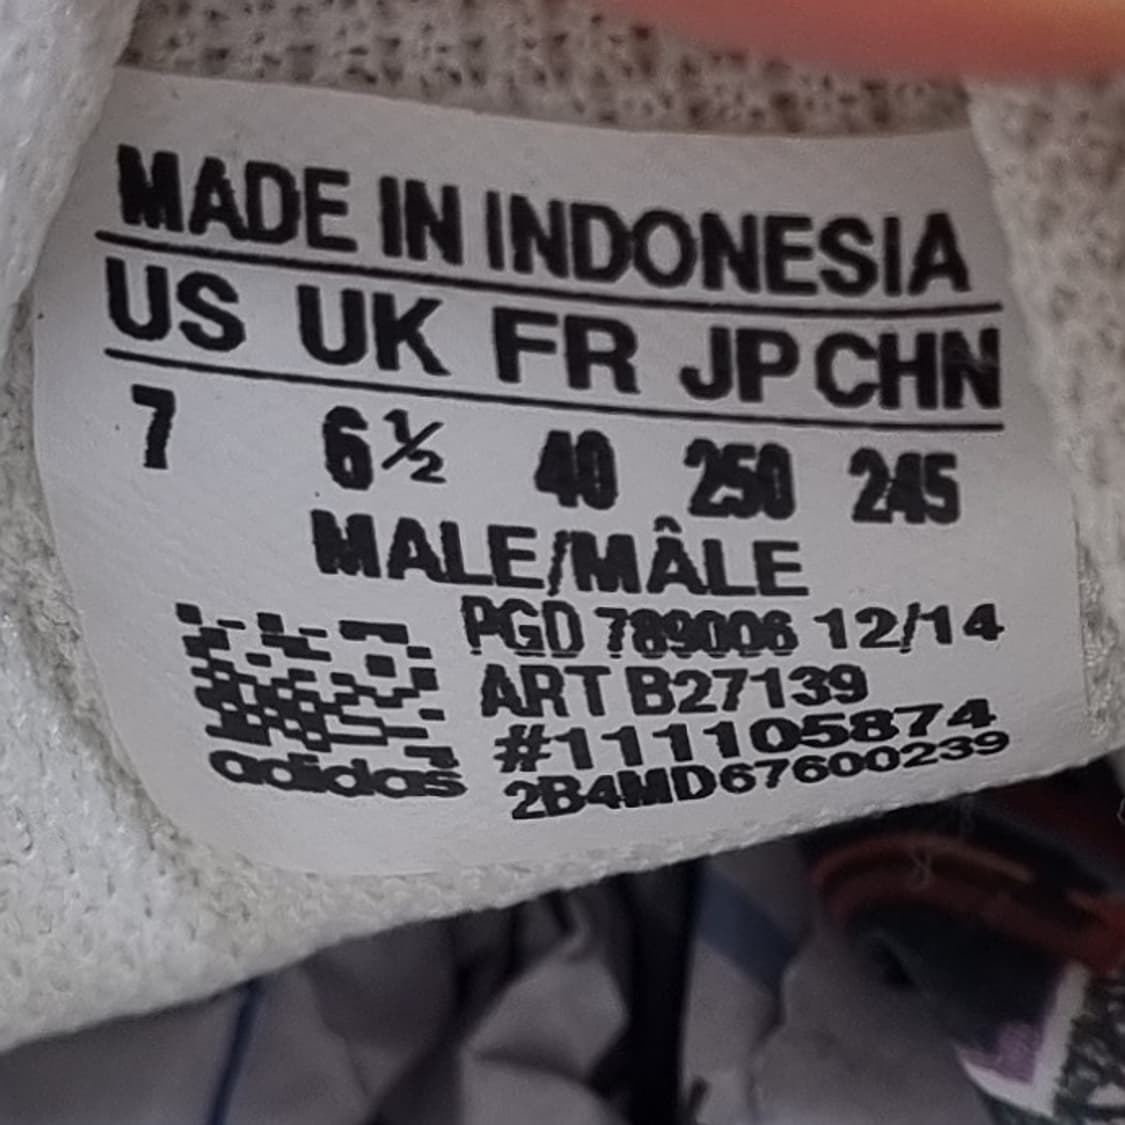 MADE IN INDONESIA
US UK FR JP CHN
7 6½ 40 250 245
MALE/MÂLE
PGD 789006 12/14
ART B27139
#111105874
2B4MD67600239
adidas